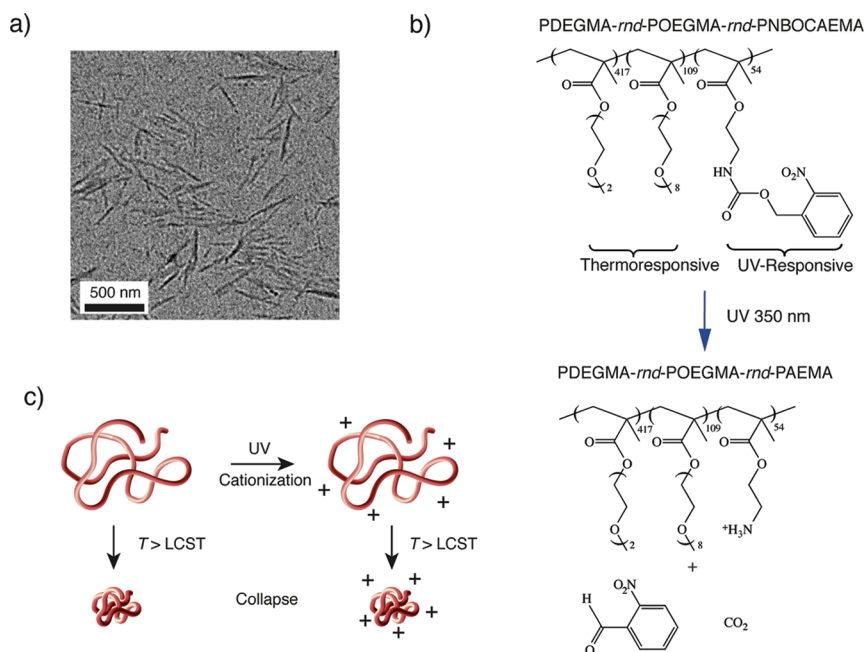 a)
500 nm
b)
PDEGMA-rnd-POEGMA-rnd-PNBOCAEMA
417 109 54
O O O
O O O
O 2 O 8 HN O O O2N
Thermoresponsive UV-Responsive
UV 350 nm
PDEGMA-rnd-POEGMA-rnd-PAEMA
417 109 54
O O O
O O O
O 2 O 8 +H3N
+
H O O2N CO2
c)
UV
Cationization
+ + + +
T > LCST T > LCST
Collapse
+ + + + + +